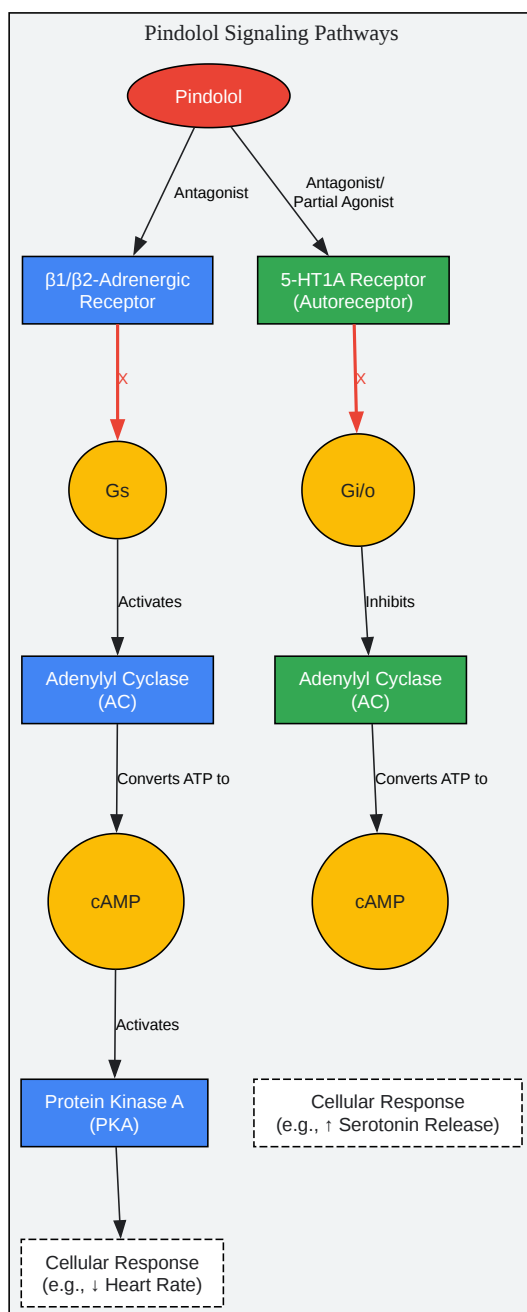 Pindolol Signaling Pathways
Pindolol
Antagonist
Antagonist/
Partial Agonist
β1/β2-Adrenergic
Receptor
5-HT1A Receptor
(Autoreceptor)
X
X
Gs
Gi/o
Activates
Inhibits
Adenylyl Cyclase
(AC)
Adenylyl Cyclase
(AC)
Converts ATP to
Converts ATP to
cAMP
cAMP
Activates
Protein Kinase A
(PKA)
Cellular Response
(e.g., ↑ Serotonin Release)
Cellular Response
(e.g., ↓ Heart Rate)